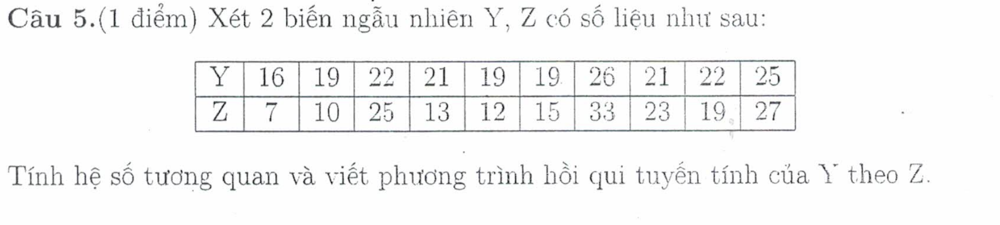 Câu 5.(1 điểm) Xét 2 biến ngẫu nhiên Y, Z có số liệu như sau:
Y 16 19 22 21 19 19 26 21 22 25
Z 7 10 25 13 12 15 33 23 19 27
Tính hệ số tương quan và viết phương trình hồi qui tuyến tính của Y theo Z.